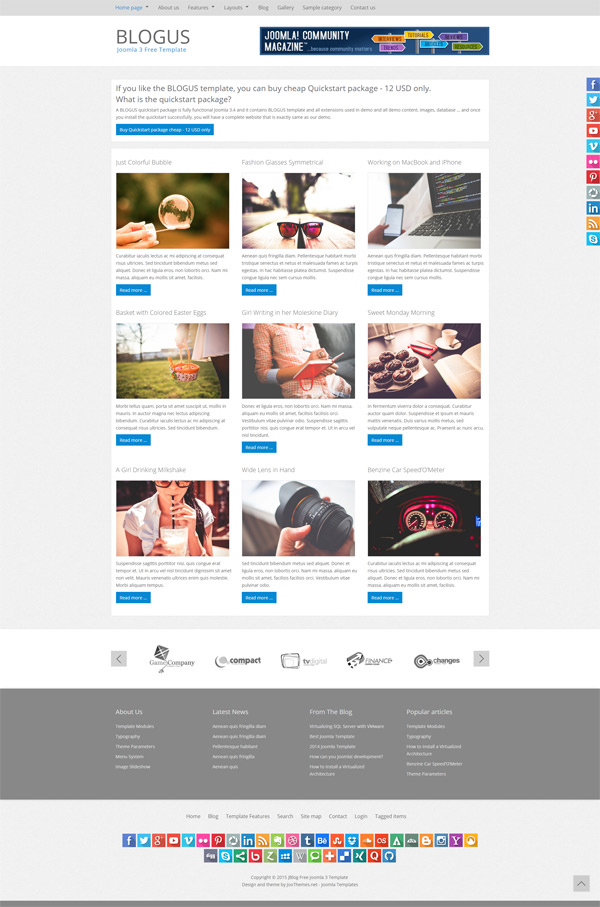 Home page About us Features Layouts Blog Gallery Sample category Contact us
BLOGUS
Joomla 3 Free Template
JOOMLA! COMMUNITY
MAGAZINE ...because community matters.
INTERVIEWS TUTORIALS REVIEWS
TRENDS ARTICLES RESOURCES
If you like the BLOGUS template, you can buy cheap Quickstart package - 12 USD only.
What is the quickstart package?
A BLOGUS quickstart package is fully functional Joomla 3.4 and it contains BLOGUS template and all extensions used in demo and all demo content, images, database ... and once
you install the quickstart successfully, you will have a complete website that is exactly same as our demo.
Buy Quickstart package cheap - 12 USD only
Just Colorful Bubble
Curabitur iaculis lectus ac mi adipiscing at consequat
risus ultricies. Sed tincidunt bibendum metus sed
aliquet. Donec et ligula eros, non lobortis orci. Nam mi
massa, aliquam eu mollis sit amet, facilisis.
Read more ...
Fashion Glasses Symmetrical
Aenean quis fringilla diam. Pellentesque habitant morbi
tristique senectus et netus et malesuada fames ac turpis
egestas. In hac habitasse platea dictumst. Suspendisse
congue ligula nec sem cursus mollis.
Read more ...
Working on MacBook and iPhone
Aenean quis fringilla diam. Pellentesque habitant morbi
tristique senectus et netus et malesuada fames ac turpis
egestas. In hac habitasse platea dictumst. Suspendisse
congue ligula nec sem cursus mollis.
Read more ...
Basket with Colored Easter Eggs
Morbi tellus quam, porta sit amet suscipit ut, mollis in
mauris. In auctor magna nec lectus adipiscing
bibendum. Curabitur iaculis lectus ac mi adipiscing at
consequat risus ultricies. Sed tincidunt bibendum.
Read more ...
Girl Writing in her Moleskine Diary
Donec et ligula eros, non lobortis orci. Nam mi massa,
aliquam eu mollis sit amet, facilisis facilisis orci.
Vestibulum vitae pulvinar odio. Suspendisse sagittis
porttitor nisi, quis congue erat tempor et. Ut in arcu vel
nisl tincidunt.
Read more ...
Sweet Monday Morning
In fermentum viverra dolor a consequat. Curabitur
auctor quam dolor. Suspendisse et ipsum et mauris
mattis venenatis. Duis varius mollis metus, sed
vulputate neque pellentesque ac. Praesent ac nunc arcu.
Read more ...
A Girl Drinking Milkshake
Suspendisse sagittis porttitor nisi, quis congue erat
tempor et. Ut in arcu vel nisl tincidunt dignissim sit amet
non velit. Mauris venenatis ultrices enim quis molestie.
Morbi aliquam tempus.
Read more ...
Wide Lens in Hand
Sed tincidunt bibendum metus sed aliquet. Donec et
ligula eros, non lobortis orci. Nam mi massa, aliquam eu
mollis sit amet, facilisis facilisis orci. Vestibulum vitae
pulvinar odio.
Read more ...
Benzine Car Speed'O'Meter
Curabitur iaculis lectus ac mi adipiscing at consequat
risus ultricies. Sed tincidunt bibendum metus sed
aliquet. Donec et ligula eros, non lobortis orci. Nam mi
massa, aliquam eu mollis sit amet, facilisis.
Read more ...
GamesCompany compact tvdigital FINANCE changes
About Us
Template Modules
Typography
Theme Parameters
Menu System
Image Slideshow
Latest News
Aenean quis fringilla diam
Aenean quis fringilla diam
Pellentesque habitant
Aenean quis fringilla
Aenean quis
From The Blog
Virtualizing SQL Server with VMware
Best Joomla Template
2014 Joomla Template
How can you joomla! development?
How to install a Virtualized
Architecture
Popular articles
Template Modules
Typography
How to install a Virtualized
Architecture
Benzine Car Speed'O'Meter
Theme Parameters
Home Blog Template Features Search Site map Contact Login Tagged items
Copyright © 2015 JBlog Free Joomla 3 Template
Design and theme by JoxThemes.net - Joomla Templates